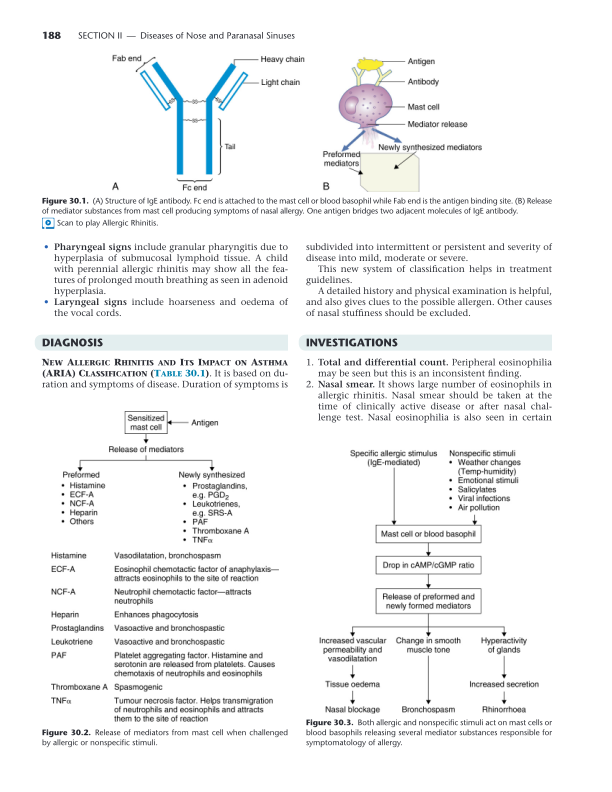 188 SECTION II — Diseases of Nose and Paranasal Sinuses
Fab end
Heavy chain
Light chain
-ss-
-ss-
-ss-
-ss-
Tail
A
Fc end
Antigen
Antibody
Mast cell
Mediator release
Newly synthesized mediators
Preformed
mediators
B
Figure 30.1. (A) Structure of IgE antibody. Fc end is attached to the mast cell or blood basophil while Fab end is the antigen binding site. (B) Release
of mediator substances from mast cell producing symptoms of nasal allergy. One antigen bridges two adjacent molecules of IgE antibody.
Scan to play Allergic Rhinitis.
• Pharyngeal signs include granular pharyngitis due to
hyperplasia of submucosal lymphoid tissue. A child
with perennial allergic rhinitis may show all the fea-
tures of prolonged mouth breathing as seen in adenoid
hyperplasia.
• Laryngeal signs include hoarseness and oedema of
the vocal cords.
DIAGNOSIS
New Allergic Rhinitis and Its Impact on Asthma
(ARIA) Classification (Table 30.1). It is based on du-
ration and symptoms of disease. Duration of symptoms is
subdivided into intermittent or persistent and severity of
disease into mild, moderate or severe.
This new system of classification helps in treatment
guidelines.
A detailed history and physical examination is helpful,
and also gives clues to the possible allergen. Other causes
of nasal stuffiness should be excluded.
INVESTIGATIONS
1. Total and differential count. Peripheral eosinophilia
may be seen but this is an inconsistent finding.
2. Nasal smear. It shows large number of eosinophils in
allergic rhinitis. Nasal smear should be taken at the
time of clinically active disease or after nasal chal-
lenge test. Nasal eosinophilia is also seen in certain
Sensitized
mast cell
Antigen
Release of mediators
Preformed
• Histamine
• ECF-A
• NCF-A
• Heparin
• Others
Newly synthesized
• Prostaglandins,
e.g. PGD2
• Leukotrienes,
e.g. SRS-A
• PAF
• Thromboxane A
• TNFα
Histamine Vasodilatation, bronchospasm
ECF-A Eosinophil chemotactic factor of anaphylaxis—
attracts eosinophils to the site of reaction
NCF-A Neutrophil chemotactic factor—attracts
neutrophils
Heparin Enhances phagocytosis
Prostaglandins Vasoactive and bronchospastic
Leukotriene Vasoactive and bronchospastic
PAF Platelet aggregating factor. Histamine and
serotonin are released from platelets. Causes
chemotaxis of neutrophils and eosinophils
Thromboxane A Spasmogenic
TNFα Tumour necrosis factor. Helps transmigration
of neutrophils and eosinophils and attracts
them to the site of reaction
Figure 30.2. Release of mediators from mast cell when challenged
by allergic or nonspecific stimuli.
Specific allergic stimulus
(IgE-mediated)
Nonspecific stimuli
• Weather changes
(Temp-humidity)
• Emotional stimuli
• Salicylates
• Viral infections
• Air pollution
Mast cell or blood basophil
Drop in cAMP/cGMP ratio
Release of preformed and
newly formed mediators
Increased vascular
permeability and
vasodilatation
Change in smooth
muscle tone
Hyperactivity
of glands
Tissue oedema
Increased secretion
Nasal blockage
Bronchospasm
Rhinorrhoea
Figure 30.3. Both allergic and nonspecific stimuli act on mast cells or
blood basophils releasing several mediator substances responsible for
symptomatology of allergy.